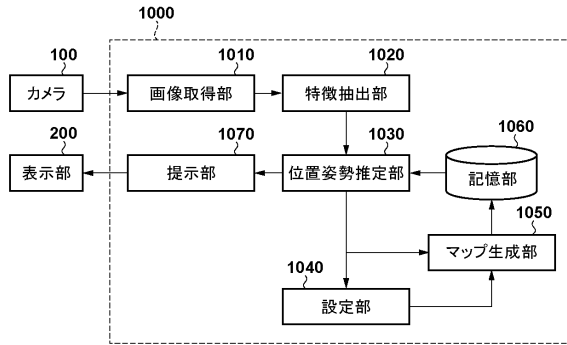 1000
100
1010
1020
カメラ
画像取得部
特徴抽出部
200
1070
1030
1060
表示部
提示部
位置姿勢推定部
記憶部
1050
マップ生成部
1040
設定部